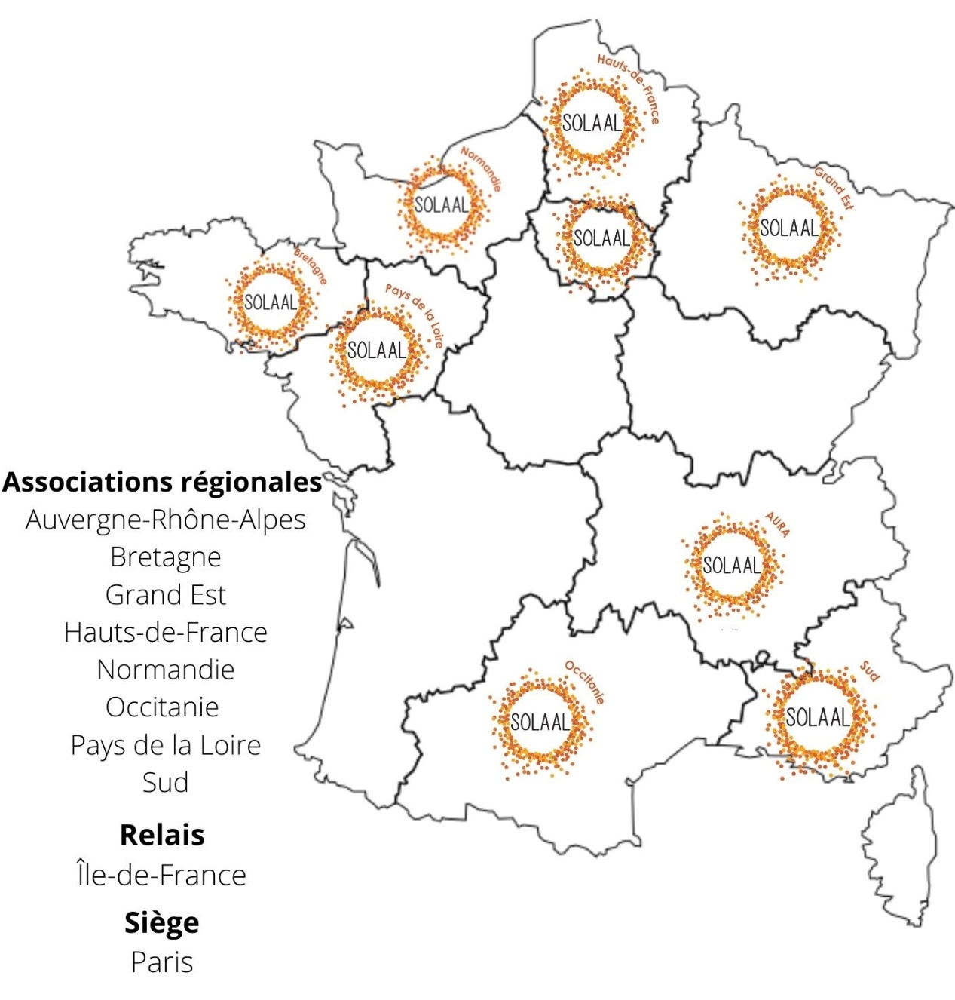 Hauts-de-France
SOLAAL
Normandie
SOLAAL
Grand Est
SOLAAL
SOLAAL
Bretagne
SOLAAL
Pays de la Loire
SOLAAL
Associations régionales
Auvergne-Rhône-Alpes
Bretagne
Grand Est
Hauts-de-France
Normandie
Occitanie
Pays de la Loire
Sud
Relais
Île-de-France
Siège
Paris
AURA
SOLAAL
Occitanie
SOLAAL
Sud
SOLAAL